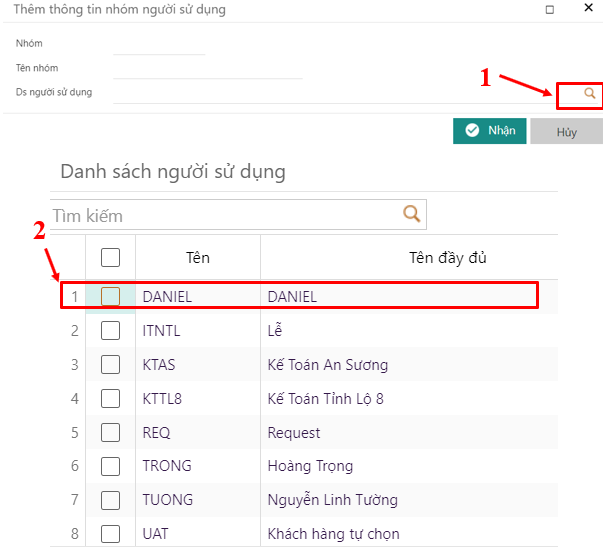 Thêm thông tin nhóm người sử dụng
Nhóm
Tên nhóm
Ds người sử dụng
1
Nhận Hủy
Danh sách người sử dụng
Tìm kiếm
2
Tên Tên đầy đủ
1 DANIEL DANIEL
2 ITNTL Lễ
3 KTAS Kế Toán An Sương
4 KTTL8 Kế Toán Tỉnh Lộ 8
5 REQ Request
6 TRONG Hoàng Trọng
7 TUONG Nguyễn Linh Tường
8 UAT Khách hàng tự chọn